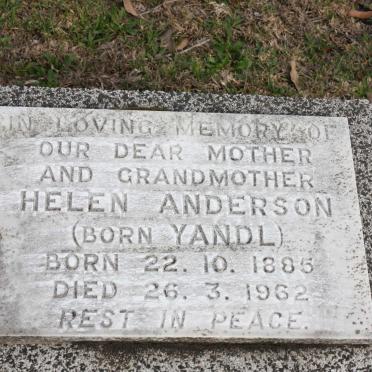 IN LOVING MEMORY OF
OUR DEAR MOTHER
AND GRANDMOTHER
HELEN ANDERSON
(BORN YANDL)
BORN 22. 10. 1885
DIED 26. 3. 1962
REST IN PEACE.